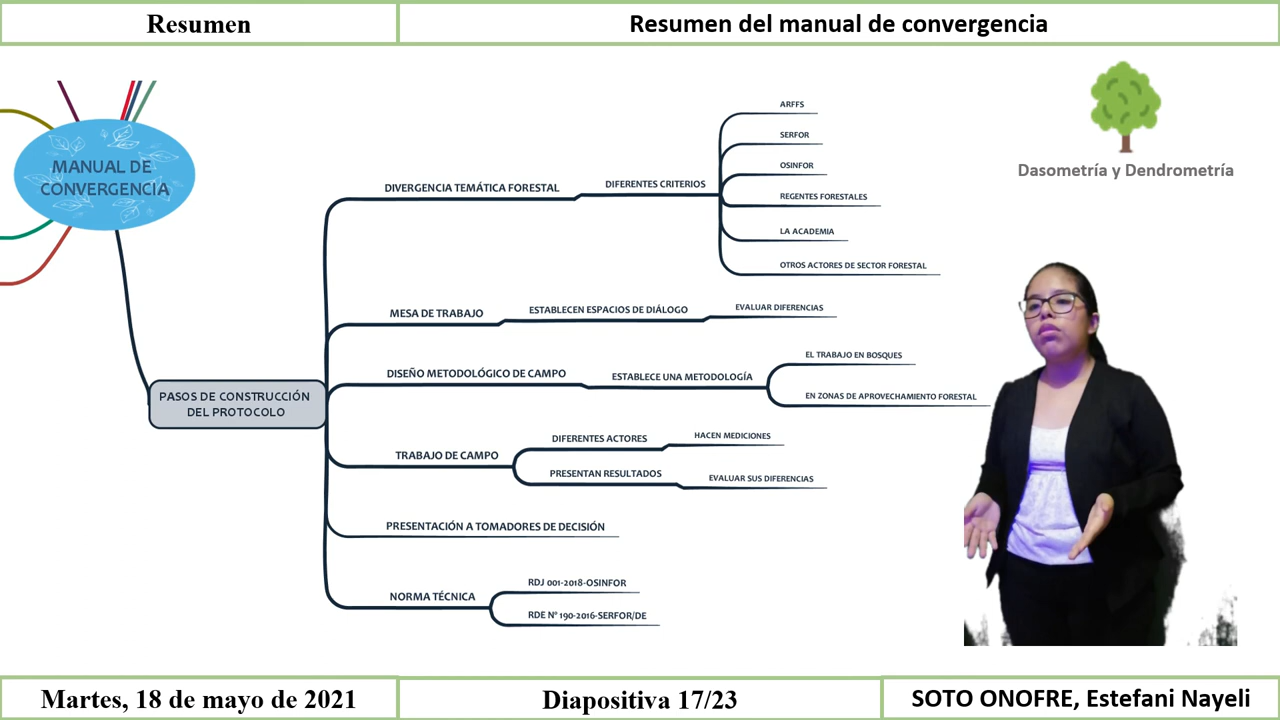 Resumen
Resumen del manual de convergencia
MANUAL DE
CONVERGENCIA
Dasometría y Dendrometría
PASOS DE CONSTRUCCIÓN
DEL PROTOCOLO
DIVERGENCIA TEMÁTICA FORESTAL
DIFERENTES CRITERIOS
ARFFS
SERFOR
OSINFOR
REGENTES FORESTALES
LA ACADEMIA
OTROS ACTORES DE SECTOR FORESTAL
MESA DE TRABAJO
ESTABLECEN ESPACIOS DE DIÁLOGO
EVALUAR DIFERENCIAS
DISEÑO METODOLÓGICO DE CAMPO
ESTABLECE UNA METODOLOGÍA
EL TRABAJO EN BOSQUES
EN ZONAS DE APROVECHAMIENTO FORESTAL
TRABAJO DE CAMPO
DIFERENTES ACTORES
HACEN MEDICIONES
PRESENTAN RESULTADOS
EVALUAR SUS DIFERENCIAS
PRESENTACIÓN A TOMADORES DE DECISIÓN
NORMA TÉCNICA
RDJ 001-2018-OSINFOR
RDE N° 190-2016-SERFOR/DE
Martes, 18 de mayo de 2021
Diapositiva 17/23
SOTO ONOFRE, Estefani Nayeli